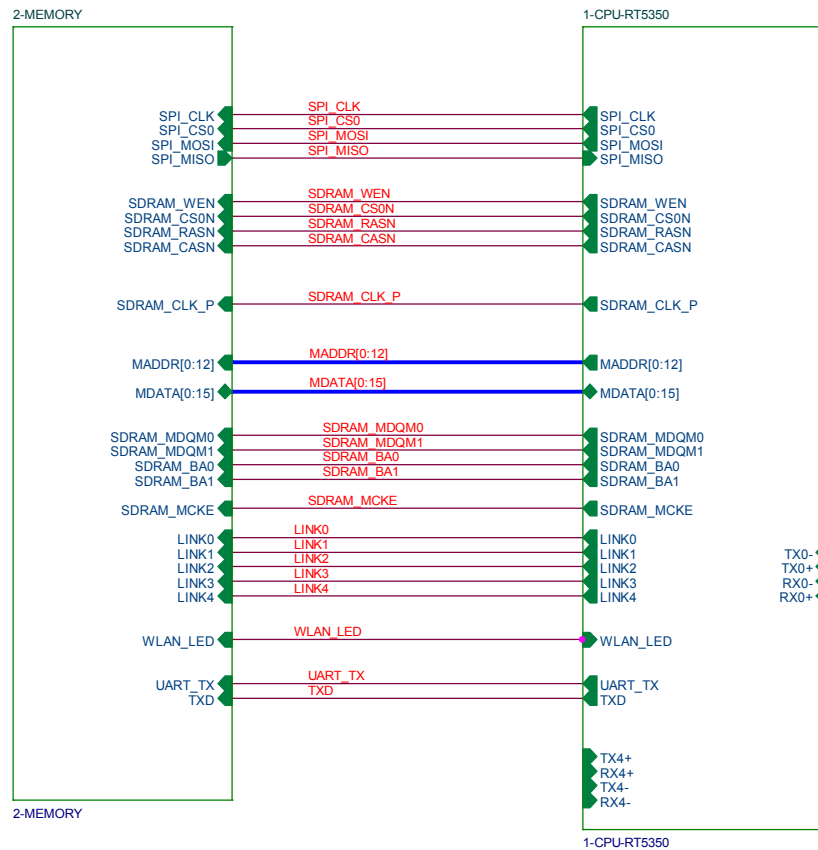 2-MEMORY
1-CPU-RT5350
SPI_CLK SPI_CLK SPI_CLK
SPI_CS0 SPI_CS0 SPI_CS0
SPI_MOSI SPI_MOSI SPI_MOSI
SPI_MISO SPI_MISO SPI_MISO
SDRAM_WEN SDRAM_WEN SDRAM_WEN
SDRAM_CS0N SDRAM_CS0N SDRAM_CS0N
SDRAM_RASN SDRAM_RASN SDRAM_RASN
SDRAM_CASN SDRAM_CASN SDRAM_CASN
SDRAM_CLK_P SDRAM_CLK_P SDRAM_CLK_P
MADDR[0:12] MADDR[0:12] MADDR[0:12]
MDATA[0:15] MDATA[0:15] MDATA[0:15]
SDRAM_MDQM0 SDRAM_MDQM0 SDRAM_MDQM0
SDRAM_MDQM1 SDRAM_MDQM1 SDRAM_MDQM1
SDRAM_BA0 SDRAM_BA0 SDRAM_BA0
SDRAM_BA1 SDRAM_BA1 SDRAM_BA1
SDRAM_MCKE SDRAM_MCKE SDRAM_MCKE
LINK0 LINK0 LINK0
LINK1 LINK1 LINK1 TX0-
LINK2 LINK2 LINK2 TX0+
LINK3 LINK3 LINK3 RX0-
LINK4 LINK4 LINK4 RX0+
WLAN_LED WLAN_LED WLAN_LED
UART_TX UART_TX UART_TX
TXD TXD TXD
TX4+
RX4+
TX4-
RX4-
2-MEMORY
1-CPU-RT5350